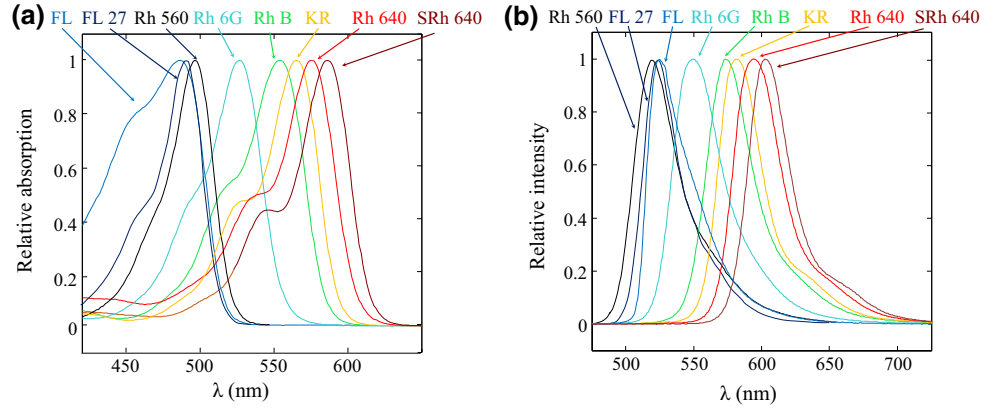 (a)
FL FL 27 Rh 560 Rh 6G Rh B KR Rh 640 SRh 640
Relative absorption
1
0.8
0.6
0.4
0.2
0
450 500 550 600
λ (nm)
(b)
Rh 560 FL 27 FL Rh 6G Rh B KR Rh 640 SRh 640
Relative intensity
1
0.8
0.6
0.4
0.2
0
500 550 600 650 700
λ (nm)